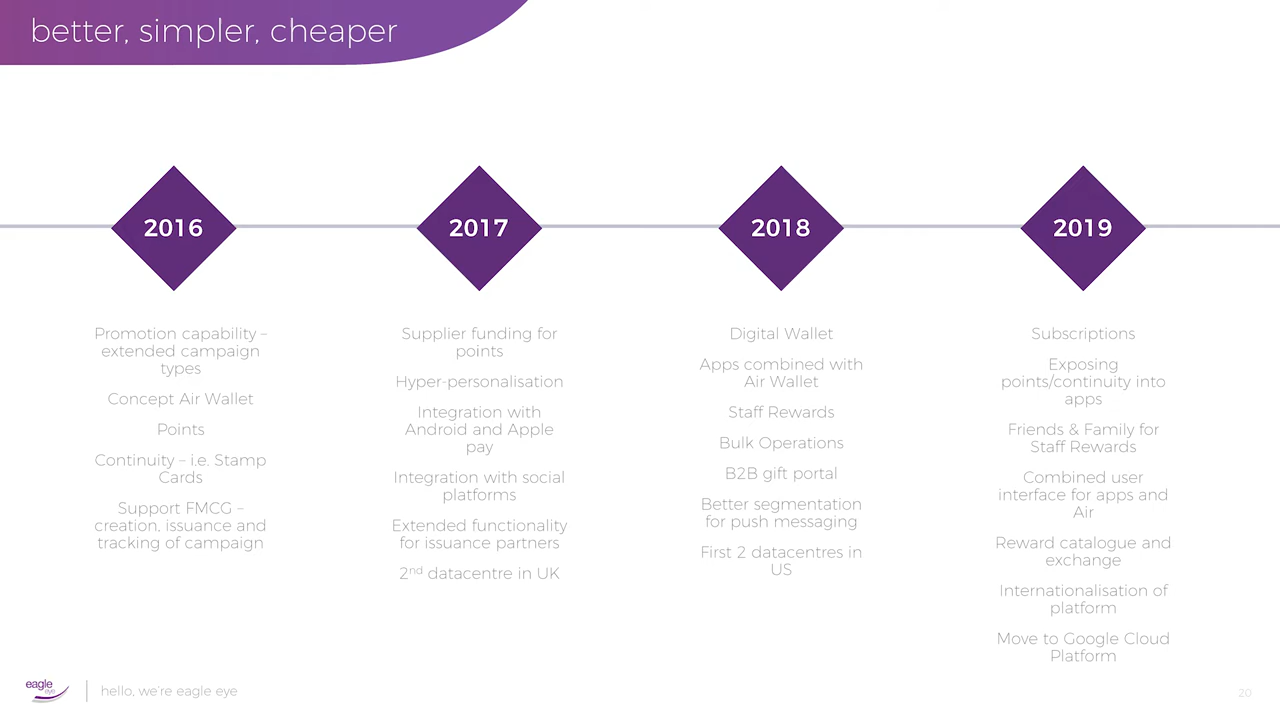 better, simpler, cheaper
2016
2017
2018
2019
Promotion capability –
extended campaign
types
Concept Air Wallet
Points
Continuity – i.e. Stamp
Cards
Support FMCG –
creation, issuance and
tracking of campaign
Supplier funding for
points
Hyper-personalisation
Integration with
Android and Apple
pay
Integration with social
platforms
Extended functionality
for issuance partners
2nd datacentre in UK
Digital Wallet
Apps combined with
Air Wallet
Staff Rewards
Bulk Operations
B2B gift portal
Better segmentation
for push messaging
First 2 datacentres in
US
Subscriptions
Exposing
points/continuity into
apps
Friends & Family for
Staff Rewards
Combined user
interface for apps and
Air
Reward catalogue and
exchange
Internationalisation of
platform
Move to Google Cloud
Platform
eagle
eye
hello, we're eagle eye
20